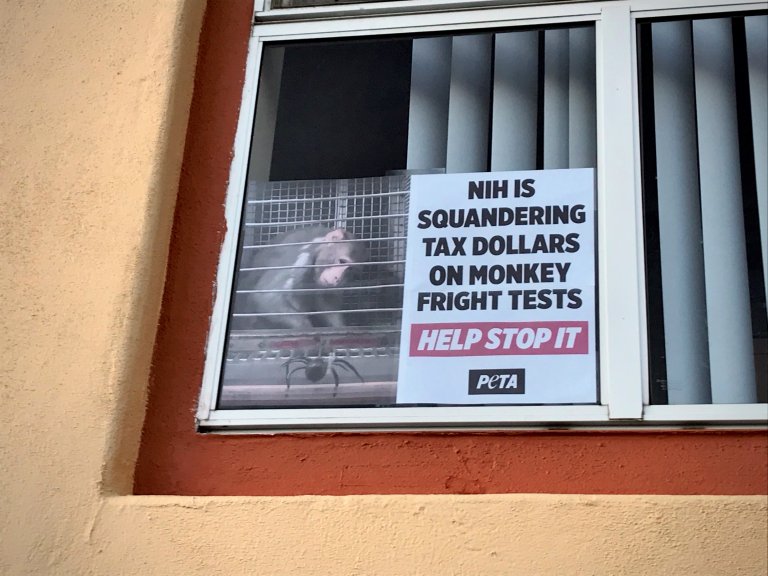 NIH IS
SQUANDERING
TAX DOLLARS
ON MONKEY
FRIGHT TESTS
HELP STOP IT
PETA